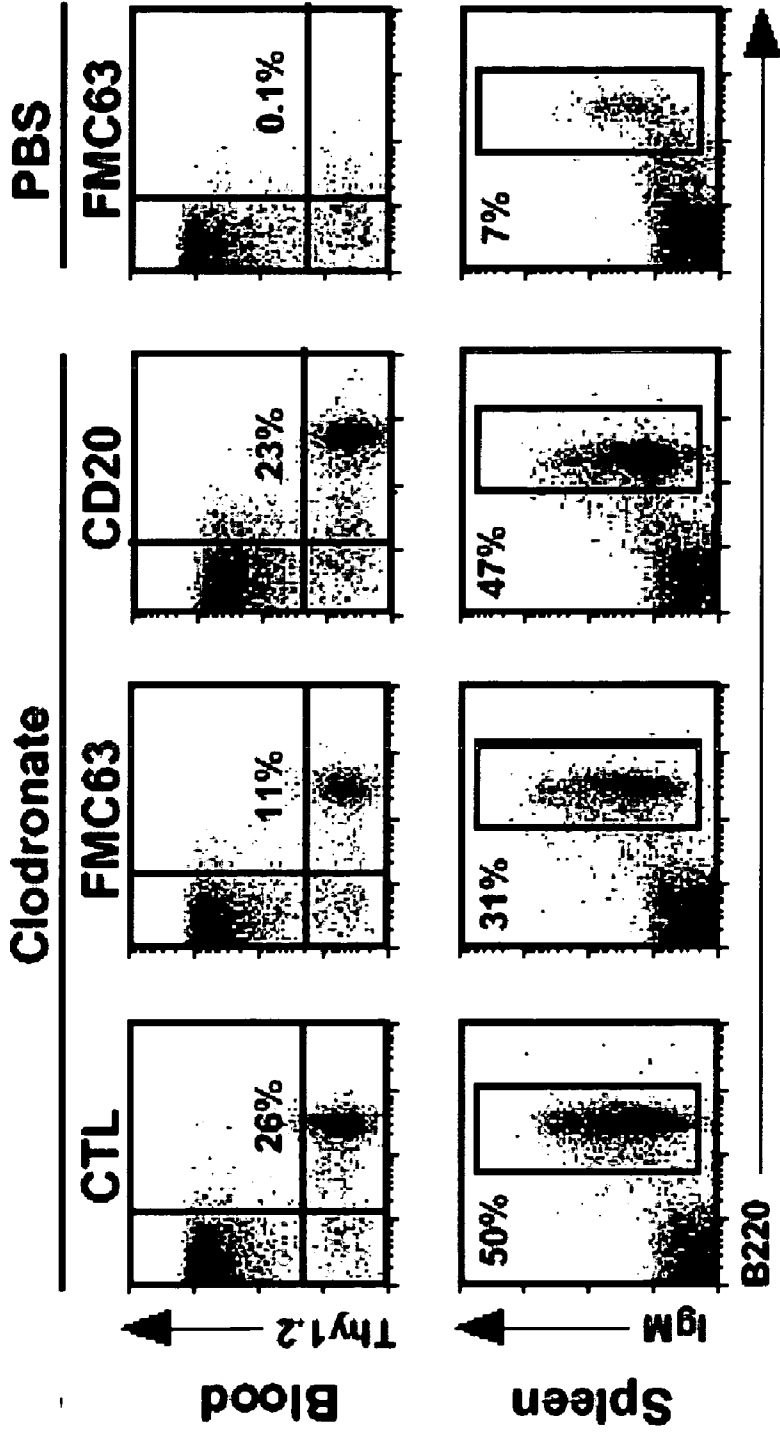 Clodronate PBS
CTL FMC63 CD20 FMC63
Blood
Thy1.2
26% 11% 23% 0.1%
Spleen
IgM
50% 31% 47% 7%
B220